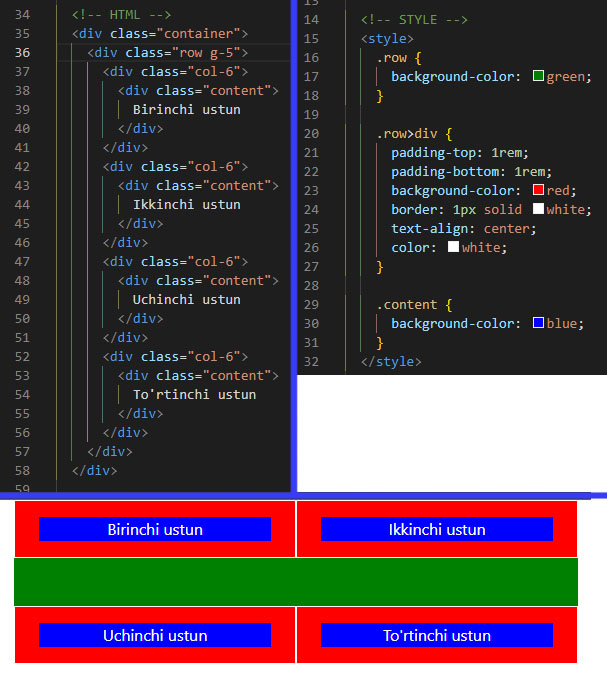 34 <!-- HTML -->
35 <div class="container">
36 <div class="row g-5">
37 <div class="col-6">
38 <div class="content">
39 Birinchi ustun
40 </div>
41 </div>
42 <div class="col-6">
43 <div class="content">
44 Ikkinchi ustun
45 </div>
46 </div>
47 <div class="col-6">
48 <div class="content">
49 Uchinchi ustun
50 </div>
51 </div>
52 <div class="col-6">
53 <div class="content">
54 To'rtinchi ustun
55 </div>
56 </div>
57 </div>
58 </div>
59
13
14 <!-- STYLE -->
15 <style>
16 .row {
17 background-color: green;
18 }
19
20 .row>div {
21 padding-top: 1rem;
22 padding-bottom: 1rem;
23 background-color: red;
24 border: 1px solid white;
25 text-align: center;
26 color: white;
27 }
28
29 .content {
30 background-color: blue;
31 }
32 </style>
Birinchi ustun
Ikkinchi ustun
Uchinchi ustun
To'rtinchi ustun